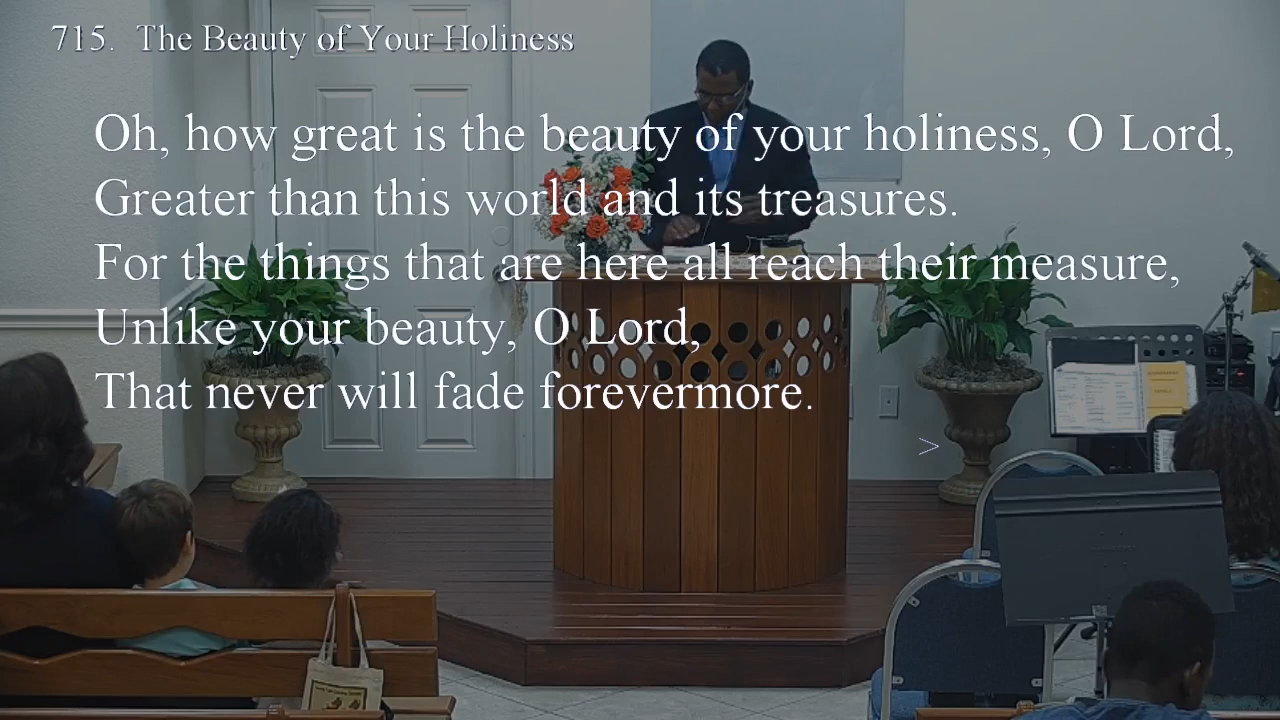 715. The Beauty of Your Holiness
Oh, how great is the beauty of your holiness, O Lord,
Greater than this world and its treasures.
For the things that are here all reach their measure,
Unlike your beauty, O Lord,
That never will fade forevermore.
>